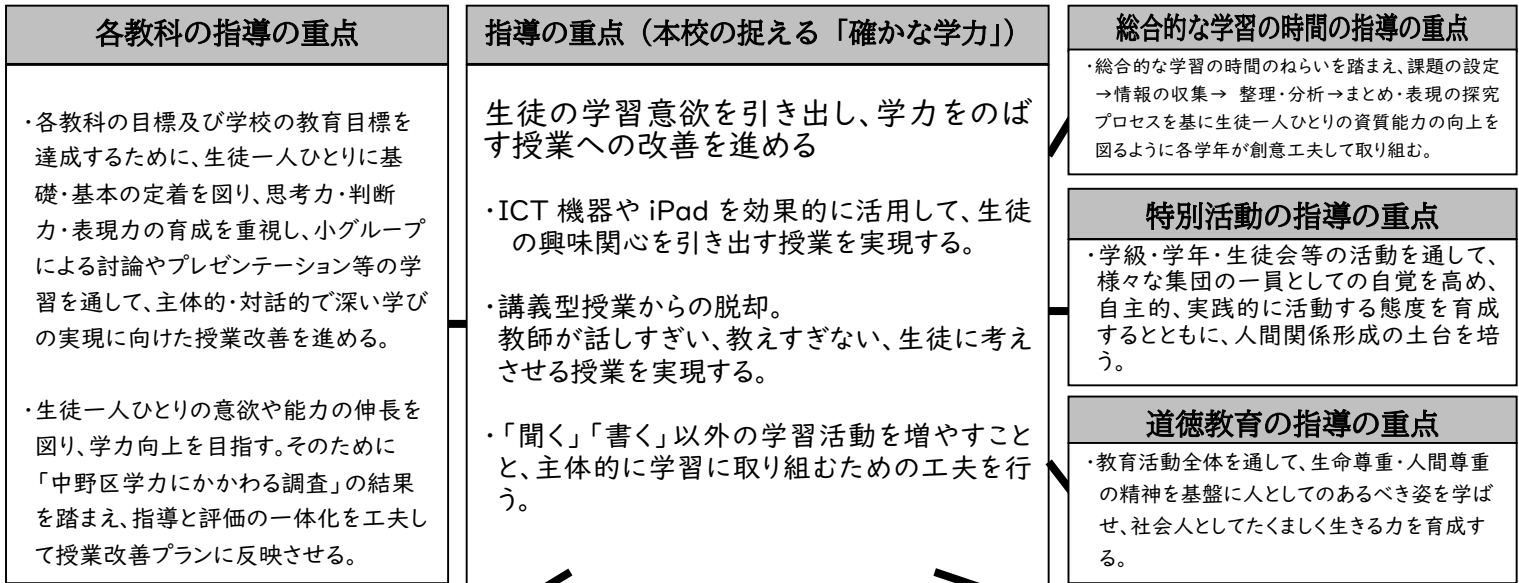 各教科の指導の重点
・各教科の目標及び学校の教育目標を
達成するために、生徒一人ひとりに基
礎・基本の定着を図り、思考力・判断
力・表現力の育成を重視し、小グループ
による討論やプレゼンテーション等の学
習を通して、主体的・対話的で深い学び
の実現に向けた授業改善を進める。
・生徒一人ひとりの意欲や能力の伸長を
図り、学力向上を目指す。そのために
「中野区学力にかかわる調査」の結果
を踏まえ、指導と評価の一体化を工夫し
て授業改善プランに反映させる。
指導の重点（本校の捉える「確かな学力」）
生徒の学習意欲を引き出し、学力をのば
す授業への改善を進める
・ICT 機器や iPad を効果的に活用して、生徒
の興味関心を引き出す授業を実現する。
・講義型授業からの脱却。
教師が話しすぎい、教えすぎない、生徒に考え
させる授業を実現する。
・「聞く」「書く」以外の学習活動を増やすこと
と、主体的に学習に取り組むための工夫を行
う。
総合的な学習の時間の指導の重点
・総合的な学習の時間のねらいを踏まえ、課題の設定
→情報の収集→ 整理・分析→まとめ・表現の探究
プロセスを基に生徒一人ひとりの資質能力の向上を
図るように各学年が創意工夫して取り組む。
特別活動の指導の重点
・学級・学年・生徒会等の活動を通して、
様々な集団の一員としての自覚を高め、
自主的、実践的に活動する態度を育成
するとともに、人間関係形成の土台を培
う。
道徳教育の指導の重点
・教育活動全体を通して、生命尊重・人間尊重
の精神を基盤に人としてのあるべき姿を学ば
せ、社会人としてたくましく生きる力を育成す
る。